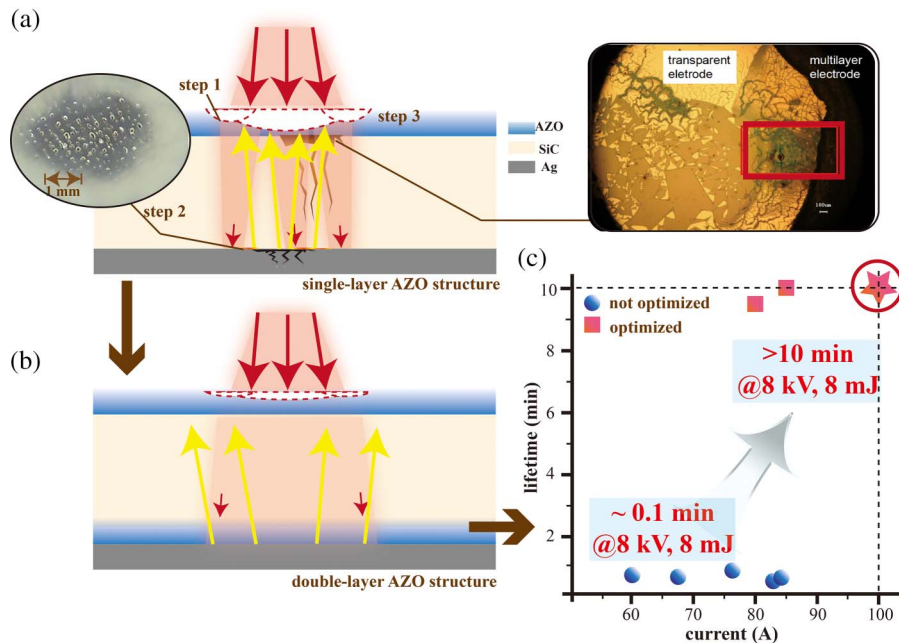 (a)
step 1
step 3
1 mm
step 2
AZO
SiC
Ag
single-layer AZO structure
transparent
eletrode
multilayer
electrode
100um
(b)
double-layer AZO structure
(c)
10
8
6
4
2
lifetime (min)
not optimized
optimized
>10 min
@8 kV, 8 mJ
~ 0.1 min
@8 kV, 8 mJ
60
70
80
90
100
current (A)